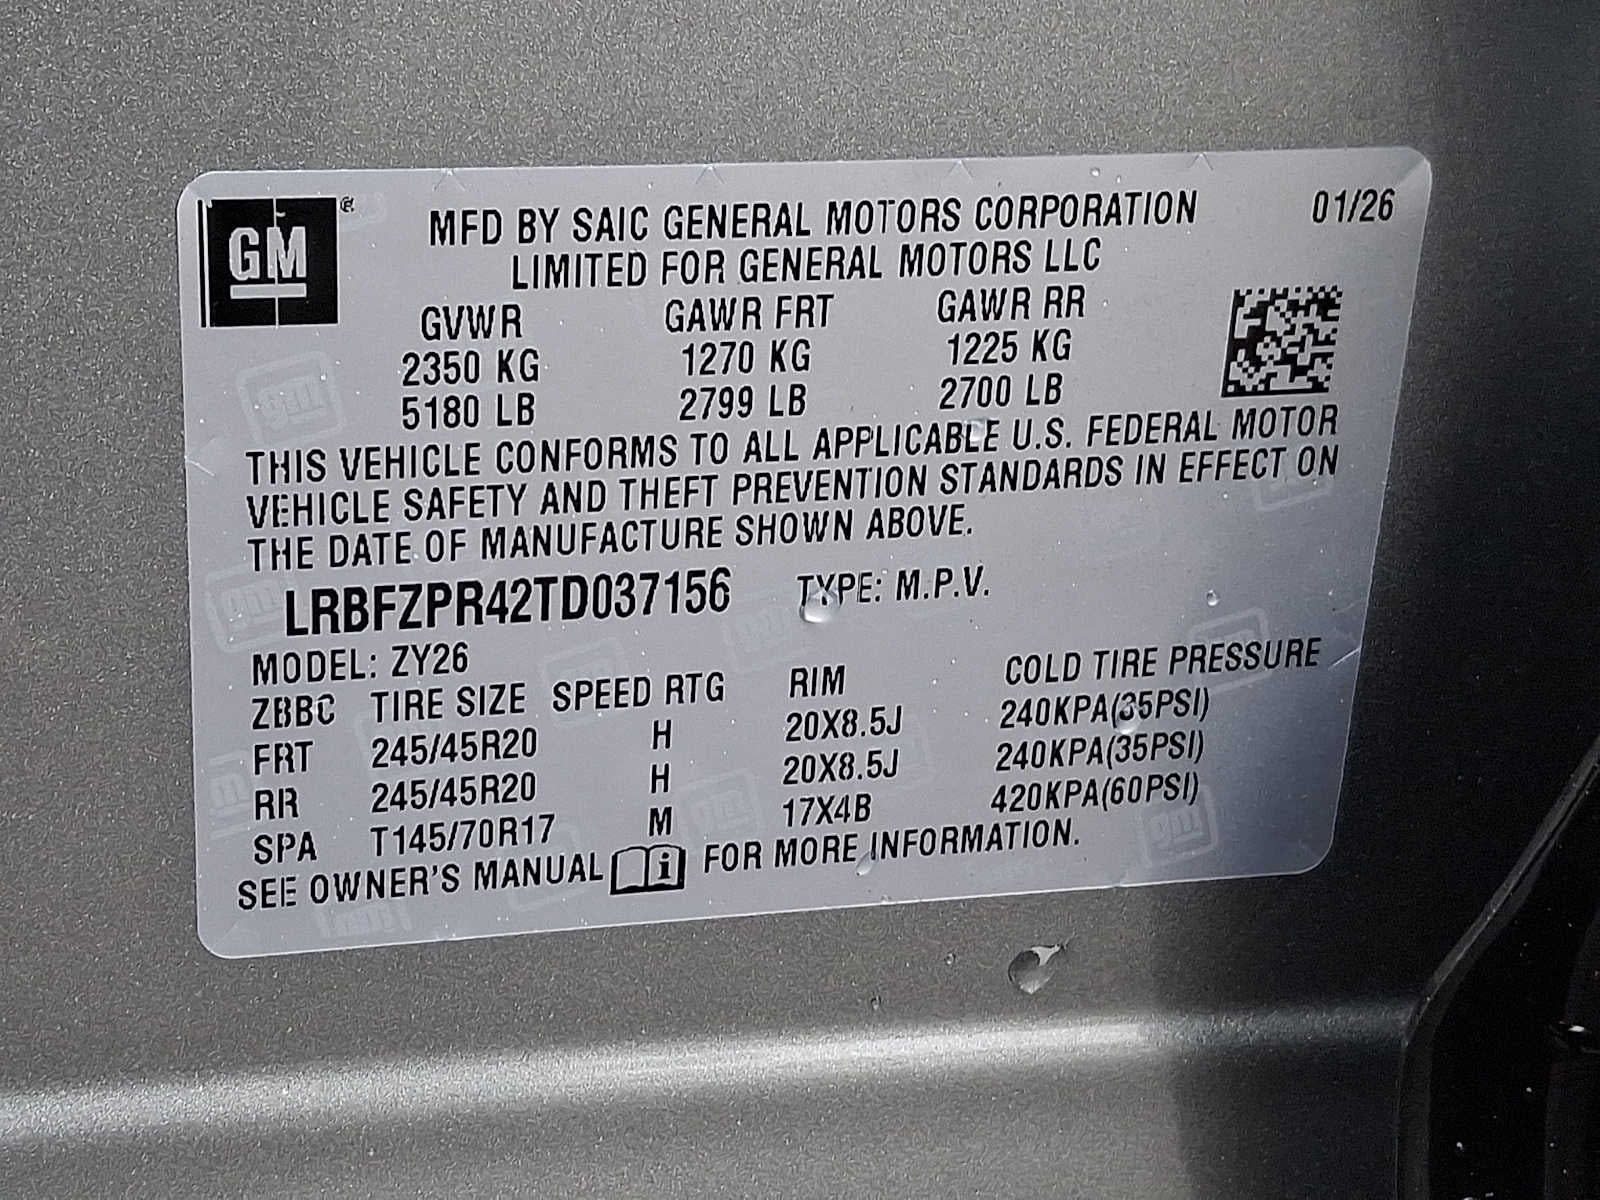 GM
MFD BY SAIC GENERAL MOTORS CORPORATION 01/26
LIMITED FOR GENERAL MOTORS LLC
GVWR GAWR FRT GAWR RR
2350 KG 1270 KG 1225 KG
5180 LB 2799 LB 2700 LB
THIS VEHICLE CONFORMS TO ALL APPLICABLE U.S. FEDERAL MOTOR
VEHICLE SAFETY AND THEFT PREVENTION STANDARDS IN EFFECT ON
THE DATE OF MANUFACTURE SHOWN ABOVE.
LRBFZPR42TD037156 TYPE: M.P.V.
MODEL: ZY26
ZBBC TIRE SIZE SPEED RTG RIM COLD TIRE PRESSURE
FRT 245/45R20 H 20X8.5J 240KPA(35PSI)
RR 245/45R20 H 20X8.5J 240KPA(35PSI)
SPA T145/70R17 M 17X4B 420KPA(60PSI)
SEE OWNER'S MANUAL i FOR MORE INFORMATION.